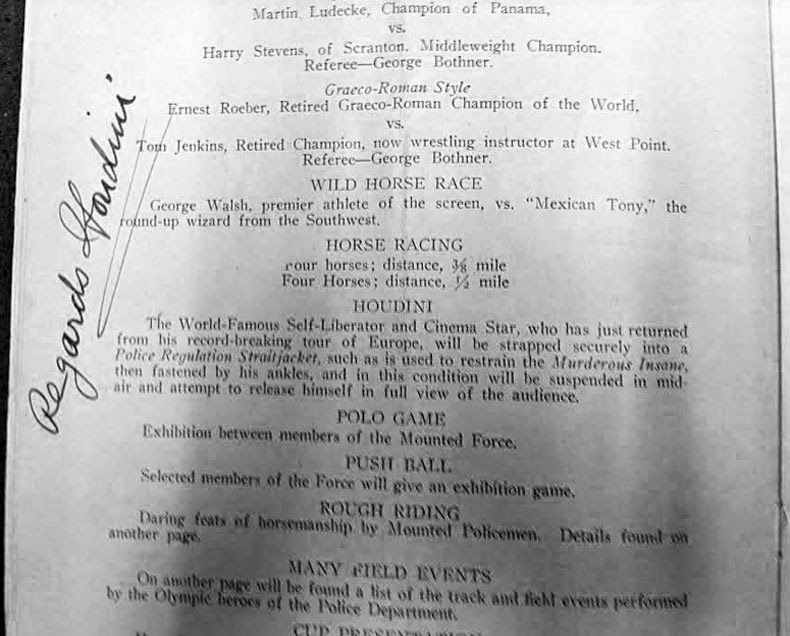 Martin Ludecke, Champion of Panama,
vs.
Harry Stevens, of Scranton, Middleweight Champion.
Referee—George Bothner.
Graeco-Roman Style
Ernest Roeber, Retired Graeco-Roman Champion of the World,
vs.
Tom Jenkins, Retired Champion, now wrestling instructor at West Point.
Referee—George Bothner.
WILD HORSE RACE
George Walsh, premier athlete of the screen, vs. "Mexican Tony," the
round-up wizard from the Southwest.
HORSE RACING
Four horses; distance, ⅜ mile
Four Horses; distance, ½ mile
HOUDINI
The World-Famous Self-Liberator and Cinema Star, who has just returned
from his record-breaking tour of Europe, will be strapped securely into a
Police Regulation Straitjacket, such as is used to restrain the Murderous Insane,
then fastened by his ankles, and in this condition will be suspended in mid-
air and attempt to release himself in full view of the audience.
POLO GAME
Exhibition between members of the Mounted Force.
PUSH BALL
Selected members of the Force will give an exhibition game.
ROUGH RIDING
Daring feats of horsemanship by Mounted Policemen. Details found on
another page.
MANY FIELD EVENTS
On another page will be found a list of the track and field events performed
by the Olympic heroes of the Police Department.
CUP PRESENTATION
Regards Houdini